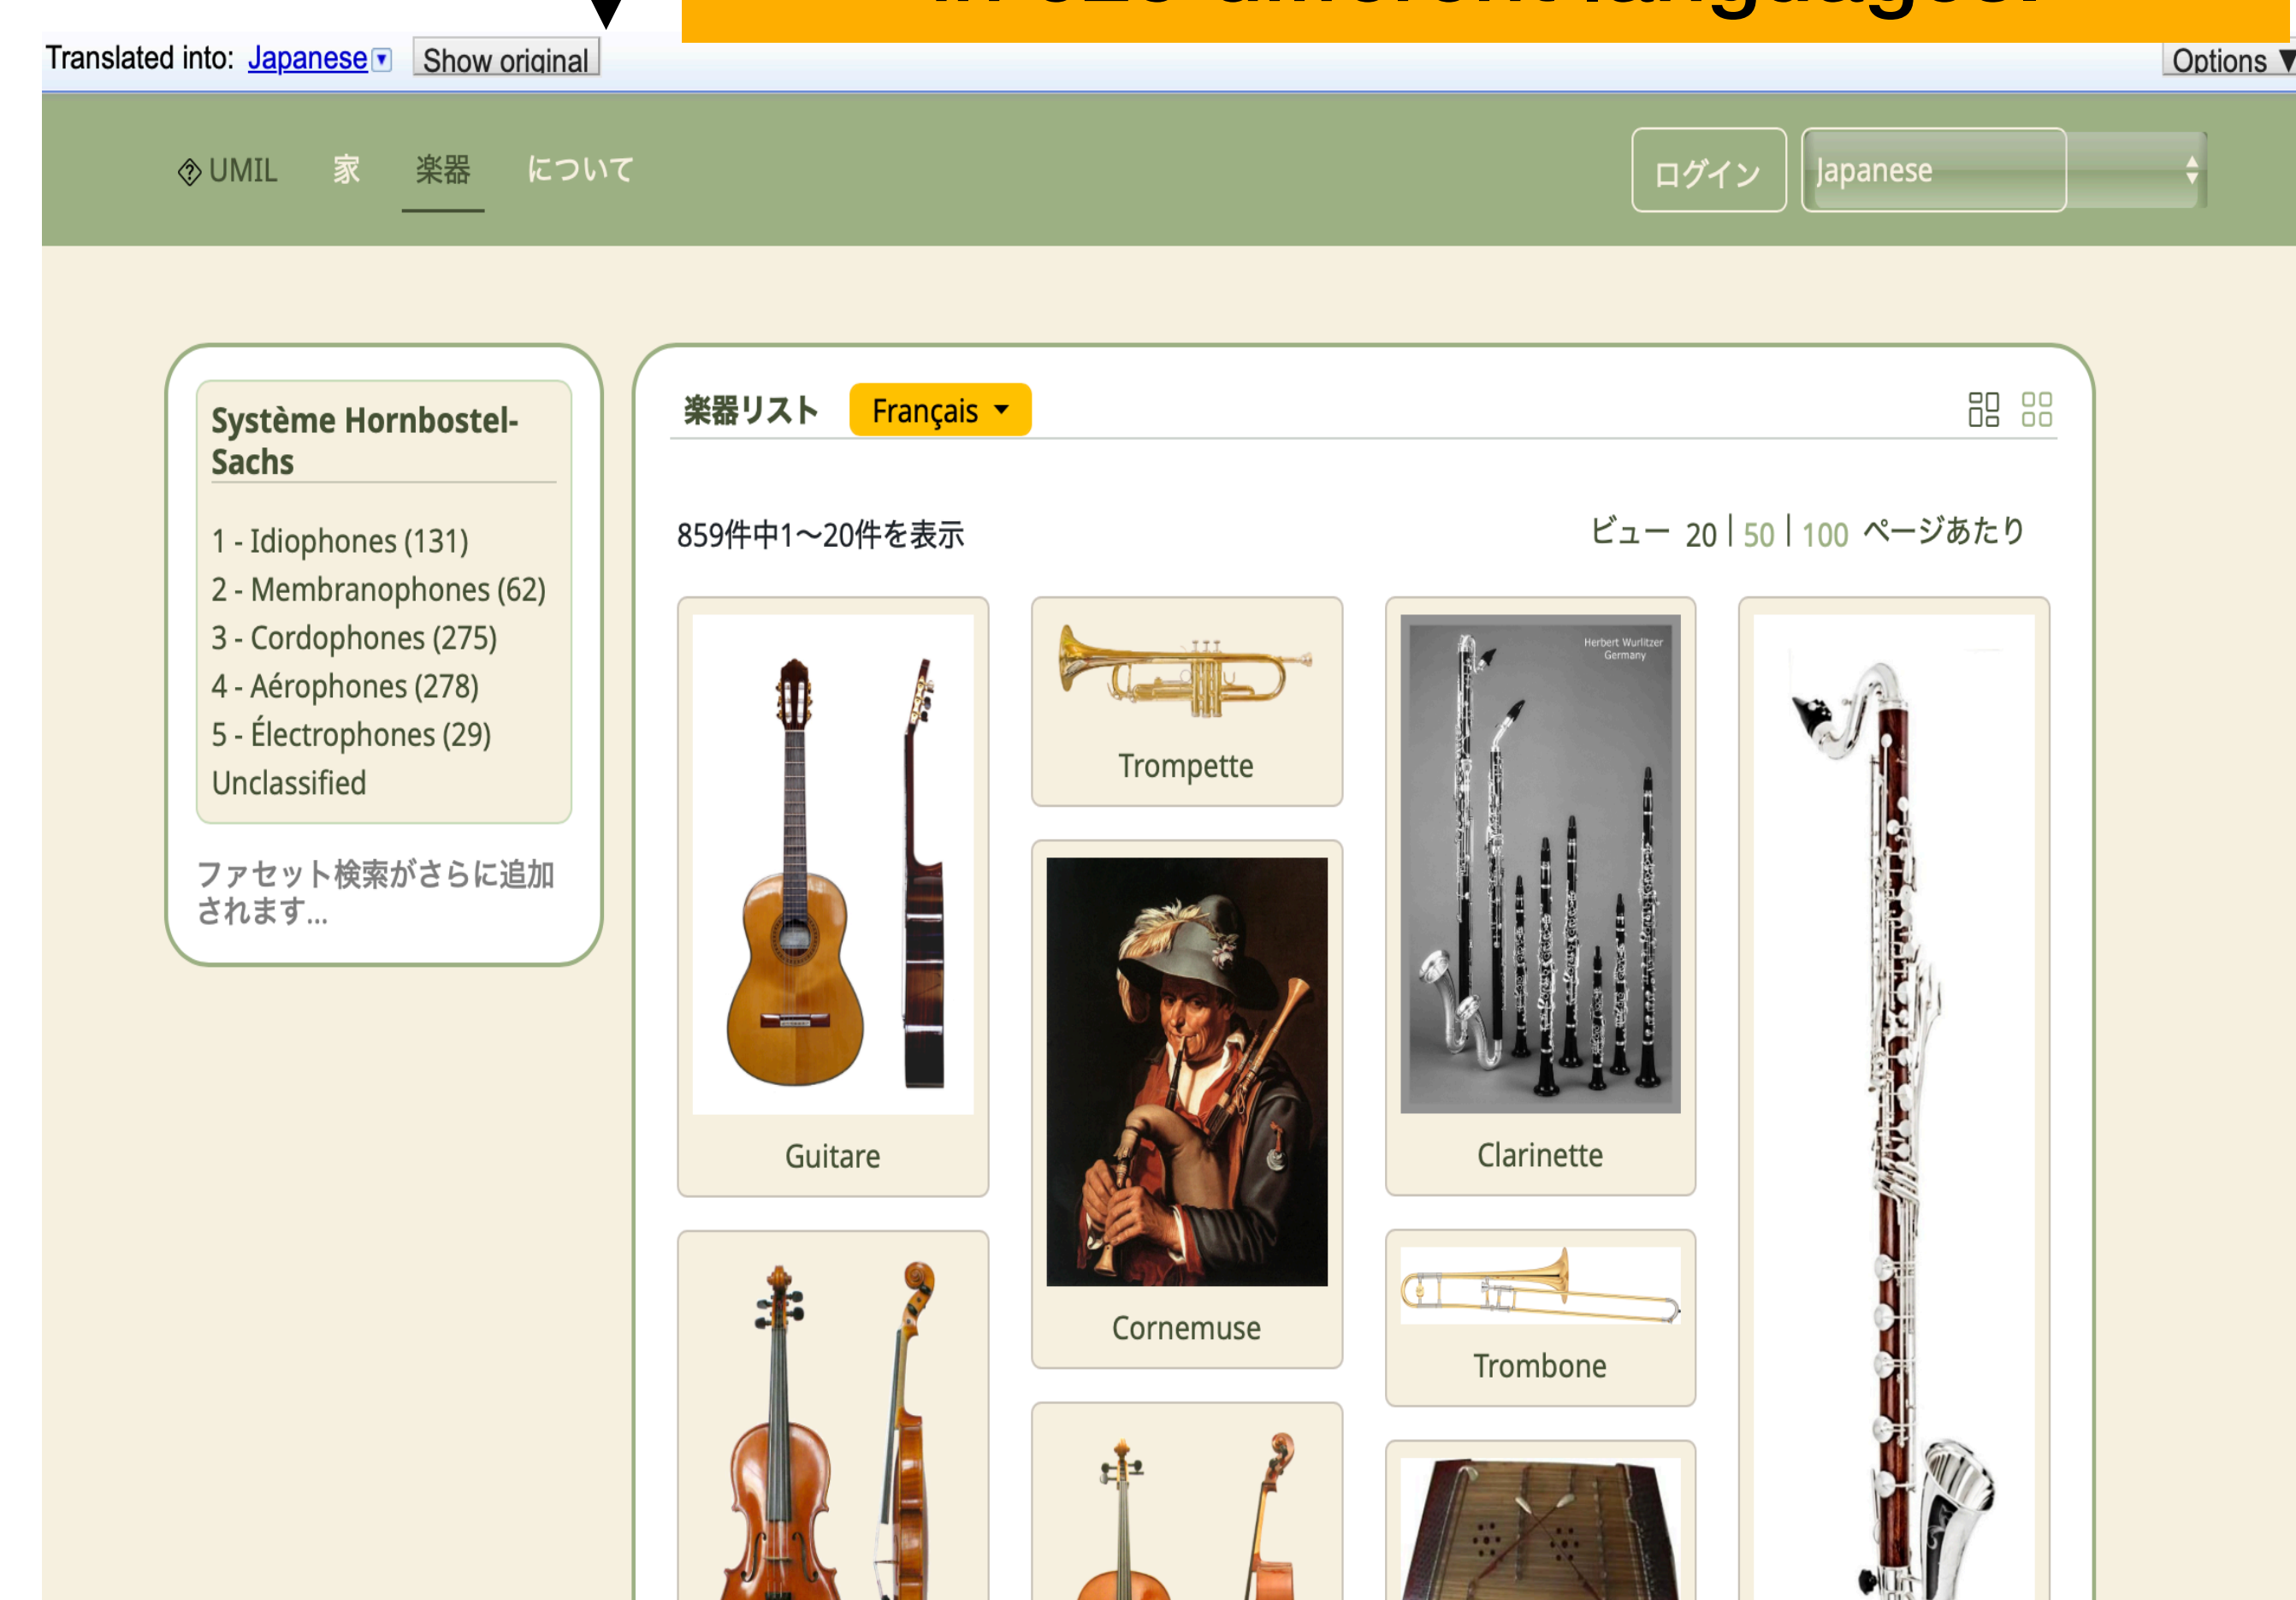 Translated into: Japanese Show original
Options
UMIL 家 楽器 について
ログイン Japanese
Système Hornbostel-
Sachs
1 - Idiophones (131)
2 - Membranophones (62)
3 - Cordophones (275)
4 - Aérophones (278)
5 - Électrophones (29)
Unclassified
ファセット検索がさらに追加
されます...
楽器リスト Français
859件中1～20件を表示
ビュー 20 | 50 | 100 ページあたり
Herbert Wurlitzer
Germany
Trompette
Guitare
Clarinette
Cornemuse
Trombone